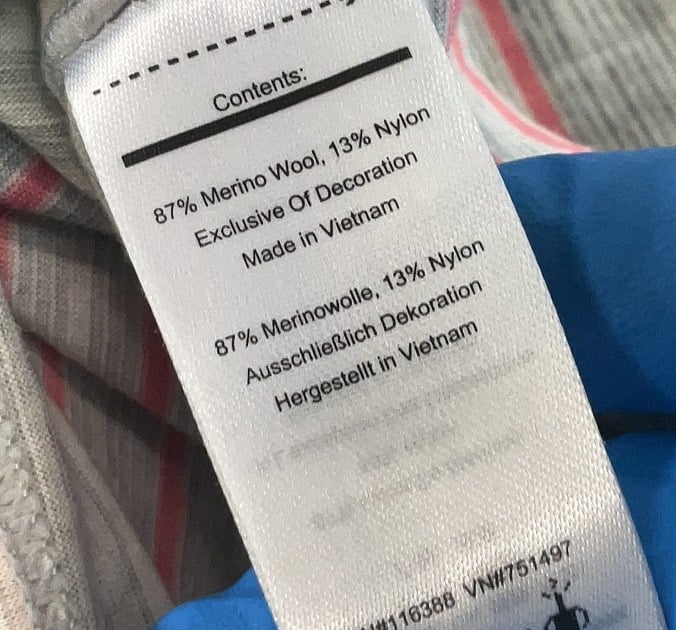 Contents:
87% Merino Wool, 13% Nylon
Exclusive Of Decoration
Made in Vietnam
87% Merinowolle, 13% Nylon
Ausschließlich Dekoration
Hergestellt in Vietnam
#116388 VN#751497